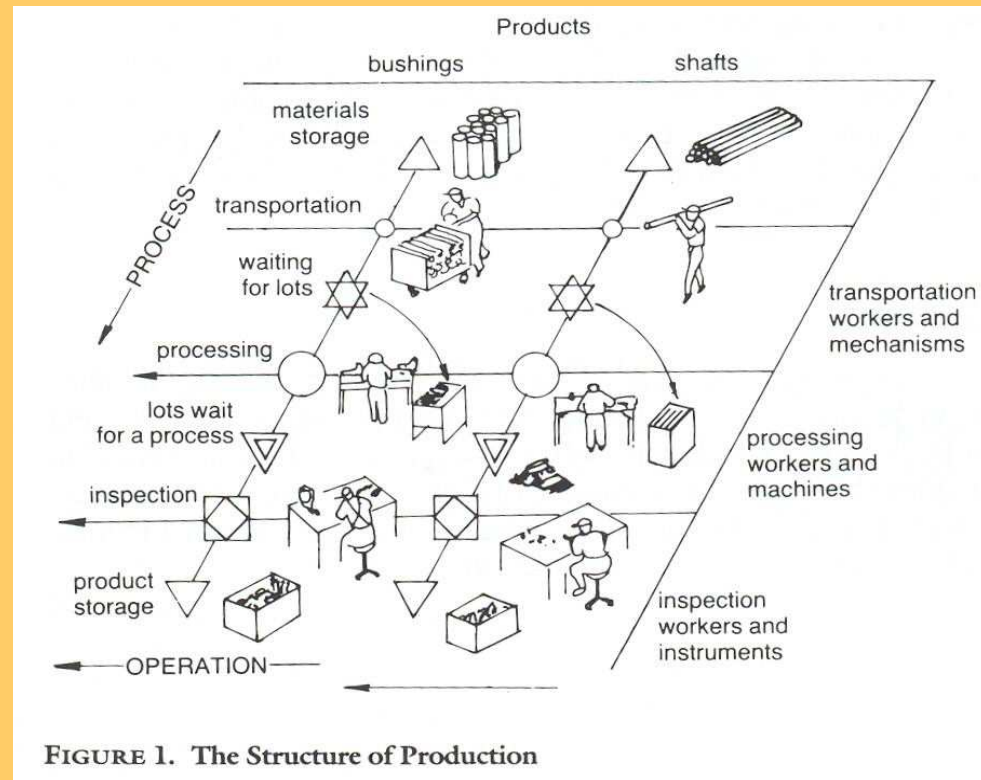 Products
bushings
shafts
materials
storage
PROCESS
transportation
waiting
for lots
transportation
workers and
mechanisms
processing
lots wait
for a process
processing
workers and
machines
inspection
product
storage
inspection
workers and
instruments
OPERATION
FIGURE 1. The Structure of Production